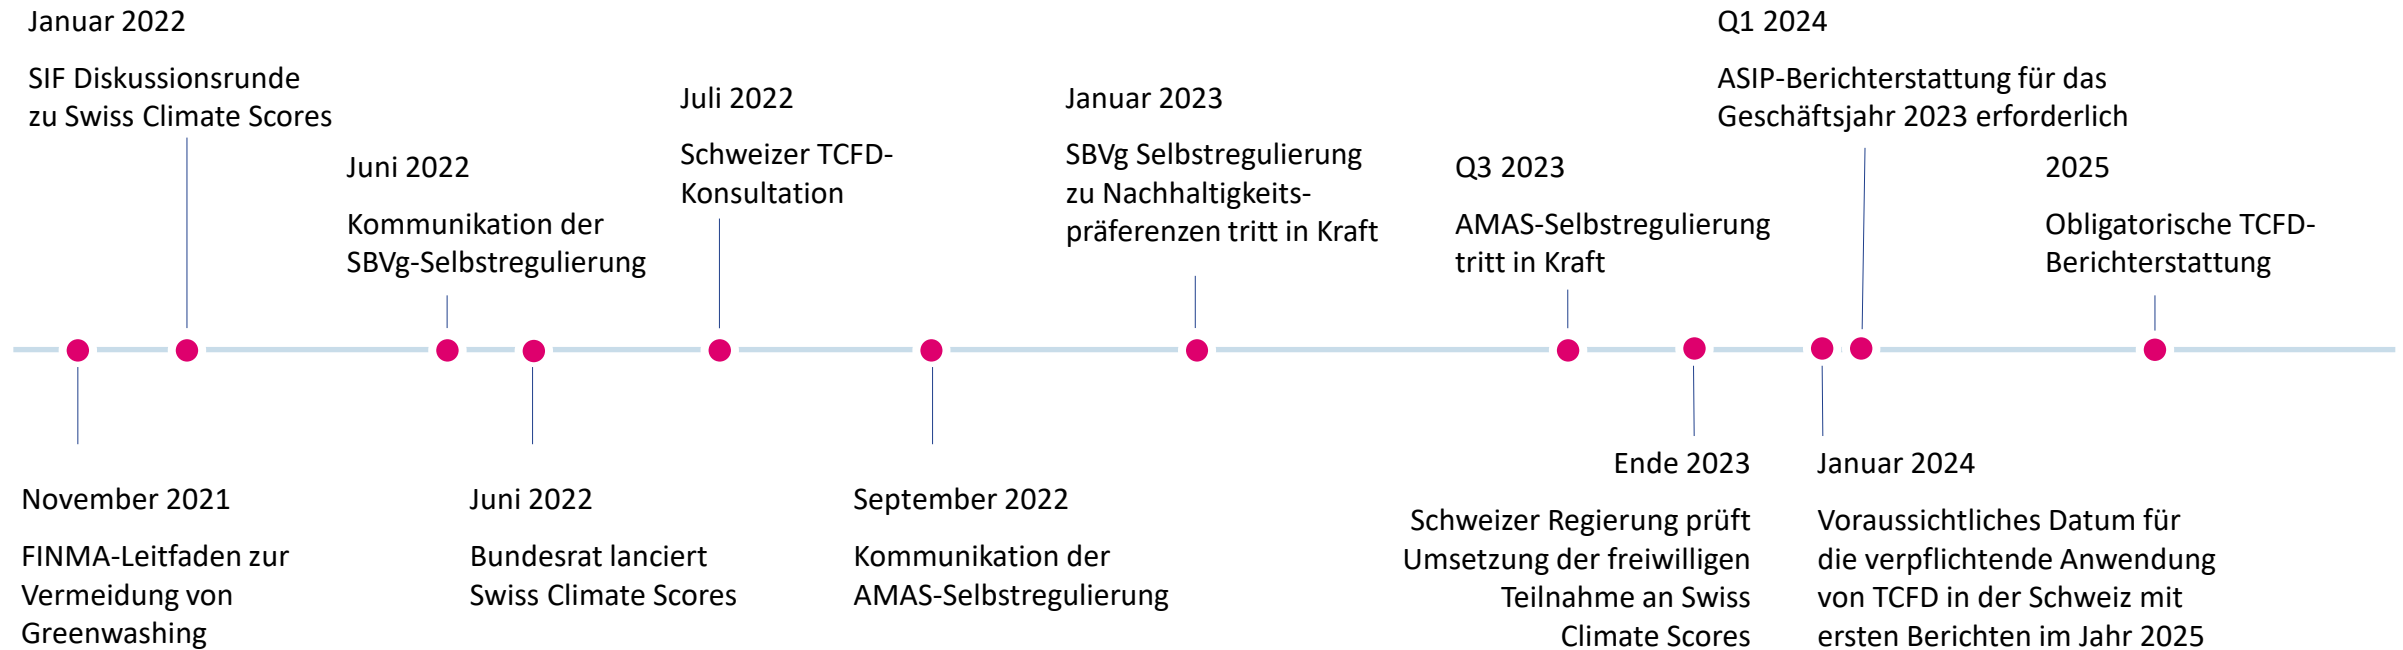 Januar 2022
SIF Diskussionsrunde
zu Swiss Climate Scores
Juni 2022
Kommunikation der
SBVg-Selbstregulierung
Juli 2022
Schweizer TCFD-
Konsultation
Januar 2023
SBVg Selbstregulierung
zu Nachhaltigkeits-
präferenzen tritt in Kraft
Q3 2023
AMAS-Selbstregulierung
tritt in Kraft
Q1 2024
ASIP-Berichterstattung für das
Geschäftsjahr 2023 erforderlich
2025
Obligatorische TCFD-
Berichterstattung
November 2021
FINMA-Leitfaden zur
Vermeidung von
Greenwashing
Juni 2022
Bundesrat lanciert
Swiss Climate Scores
September 2022
Kommunikation der
AMAS-Selbstregulierung
Ende 2023
Schweizer Regierung prüft
Umsetzung der freiwilligen
Teilnahme an Swiss
Climate Scores
Januar 2024
Voraussichtliches Datum für
die verpflichtende Anwendung
von TCFD in der Schweiz mit
ersten Berichten im Jahr 2025